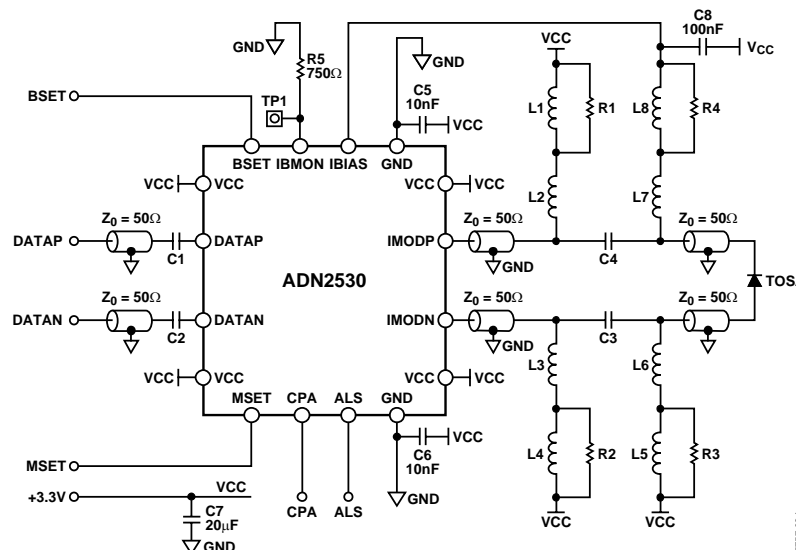 C8
100nF
VCC
GND
R5
750Ω
GND
VCC
C5
10nF
BSET
TP1
VCC
L1
R1
L8
R4
BSET
IBMON
IBIAS
GND
VCC
VCC
VCC
VCC
L2
L7
Z0 = 50Ω
Z0 = 50Ω
Z0 = 50Ω
DATAP
C1
DATAP
IMODP
GND
C4
ADN2530
TOSA
Z0 = 50Ω
Z0 = 50Ω
Z0 = 50Ω
DATAN
C2
DATAN
IMODN
GND
C3
L3
L6
VCC
VCC
VCC
VCC
MSET
CPA
ALS
GND
VCC
C6
10nF
L4
R2
L5
R3
MSET
+3.3V
VCC
GND
C7
20µF
CPA
ALS
VCC
VCC
GND